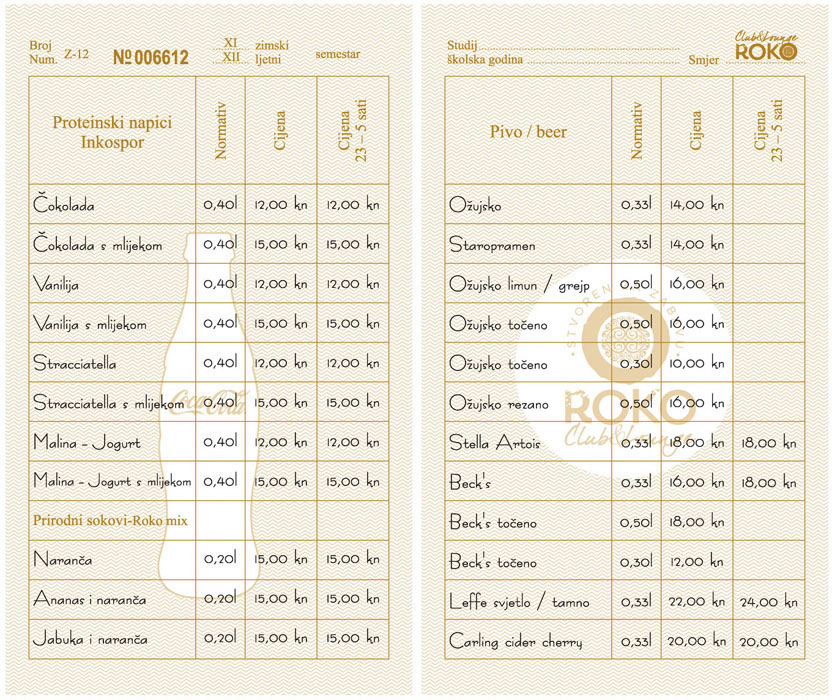 Broj
Num. Z-12 № 006612 ......XI...... zimski
......XII...... ljetni semestar
Proteinski napici
Inkospor Normativ Cijena Cijena
23 – 5 sati
Čokolada 0,40l 12,00 kn 12,00 kn
Čokolada s mlijekom 0,40l 15,00 kn 15,00 kn
Vanilija 0,40l 12,00 kn 12,00 kn
Vanilija s mlijekom 0,40l 15,00 kn 15,00 kn
Stracciatella 0,40l 12,00 kn 12,00 kn
Stracciatella s mlijekom 0,40l 15,00 kn 15,00 kn
Coca-Cola
Malina - Jogurt 0,40l 12,00 kn 12,00 kn
Malina - Jogurt s mlijekom 0,40l 15,00 kn 15,00 kn
Prirodni sokovi-Roko mix
Naranča 0,20l 15,00 kn 15,00 kn
Ananas i naranča 0,20l 15,00 kn 15,00 kn
Jabuka i naranča 0,20l 15,00 kn 15,00 kn
Studij
školska godina Smjer
Club&Lounge
ROKO
Pivo / beer Normativ Cijena Cijena
23 – 5 sati
Ožujsko 0,33l 14,00 kn
Staropramen 0,33l 14,00 kn
Ožujsko limun / grejp 0,50l 16,00 kn
Ožujsko točeno 0,50l 16,00 kn
Ožujsko točeno 0,30l 10,00 kn
Ožujsko rezano 0,50l 16,00 kn
STVOREN ZABAVU
ROKO
Club&Lounge
Stella Artois 0,33l 18,00 kn 18,00 kn
Beck's 0,33l 16,00 kn 18,00 kn
Beck's točeno 0,50l 18,00 kn
Beck's točeno 0,30l 12,00 kn
Leffe svjetlo / tamno 0,33l 22,00 kn 24,00 kn
Carling cider cherry 0,33l 20,00 kn 20,00 kn